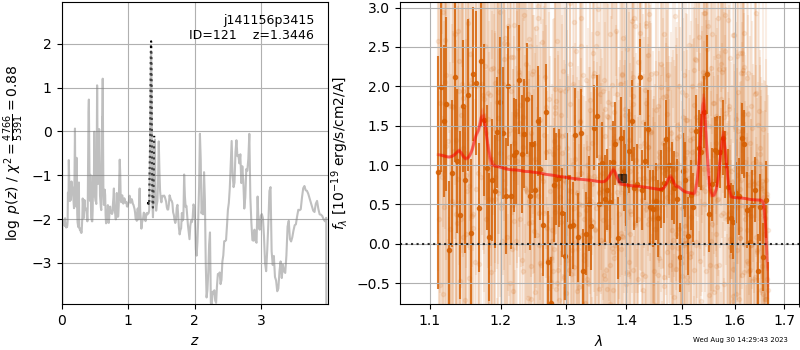 j141156p3415
ID=121 z=1.3446
log p(z) / χ² = 4766/5391 = 0.88
2
1
0
−1
−2
−3
0 1 2 3
z
f_λ [10⁻¹⁹ erg/s/cm2/A]
3.0
2.5
2.0
1.5
1.0
0.5
0.0
−0.5
1.1 1.2 1.3 1.4 1.5 1.6 1.7
λ
Wed Aug 30 14:29:43 2023